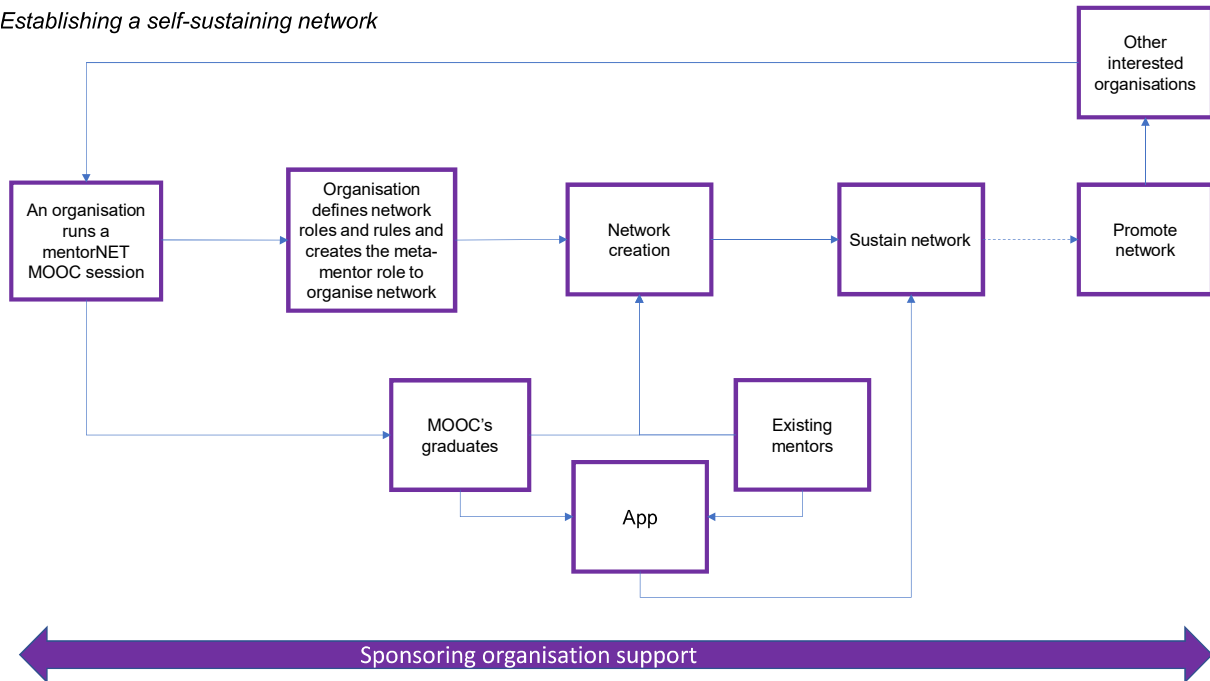 Establishing a self-sustaining network
Other
interested
organisations
An organisation
runs a
mentorNET
MOOC session
Organisation
defines network
roles and rules and
creates the meta-
mentor role to
organise network
Network
creation
Sustain network
Promote
network
MOOC’s
graduates
Existing
mentors
App
Sponsoring organisation support